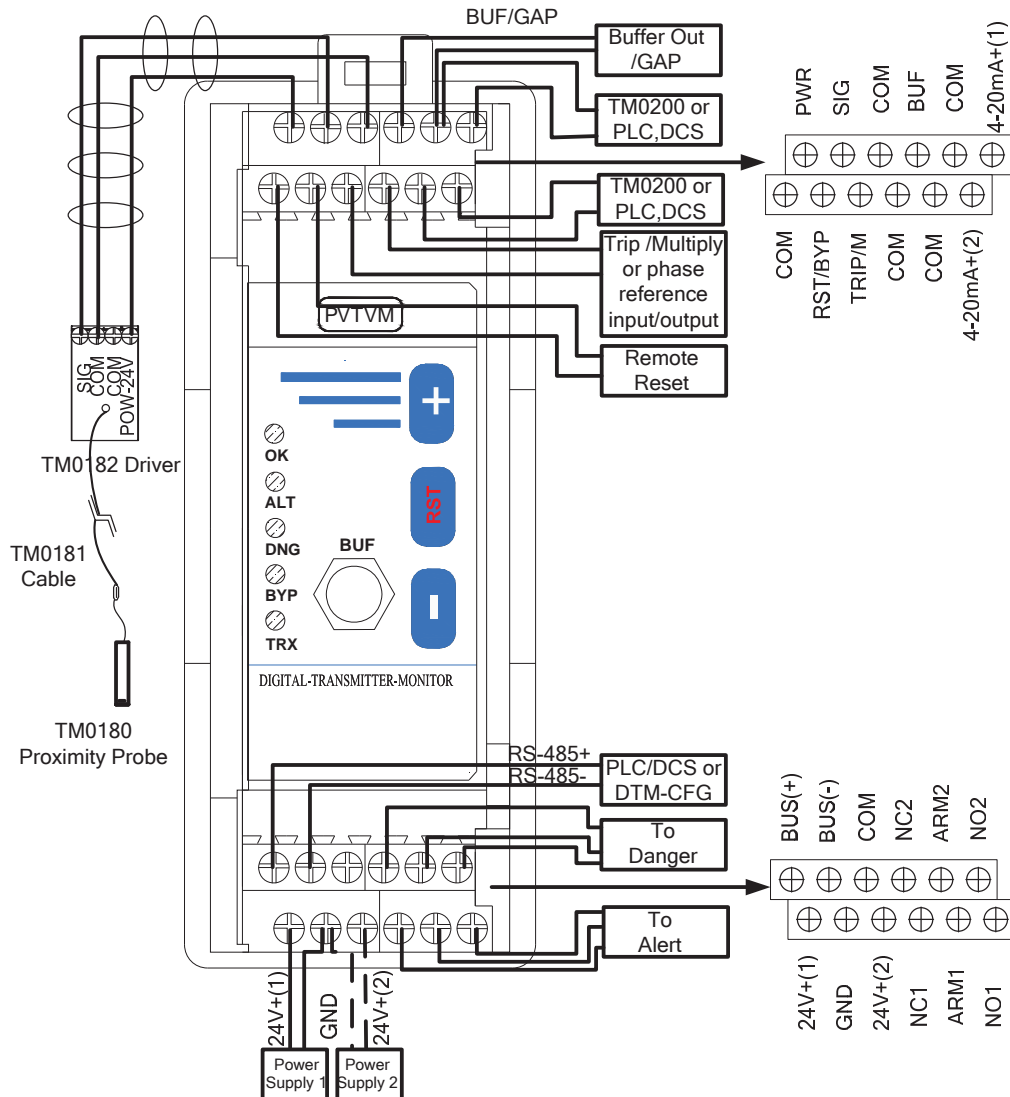 BUF/GAP
Buffer Out
/GAP
TM0200 or
PLC,DCS
TM0200 or
PLC,DCS
Trip /Multiply
or phase
reference
input/output
Remote
Reset
PWR
SIG
COM
BUF
COM
4-20mA+(1)
COM
RST/BYP
TRIP/M
COM
COM
4-20mA+(2)
SIG
COM
COM
POW-24V
TM0182 Driver
TM0181
Cable
TM0180
Proximity Probe
PVTVM
+
RST
-
OK
ALT
DNG
BYP
TRX
BUF
DIGITAL-TRANSMITTER-MONITOR
RS-485+
RS-485-
PLC/DCS or
DTM-CFG
To
Danger
To
Alert
BUS(+)
BUS(-)
COM
NC2
ARM2
NO2
24V+(1)
GND
24V+(2)
NC1
ARM1
NO1
24V+(1)
GND
24V+(2)
Power
Supply 1
Power
Supply 2